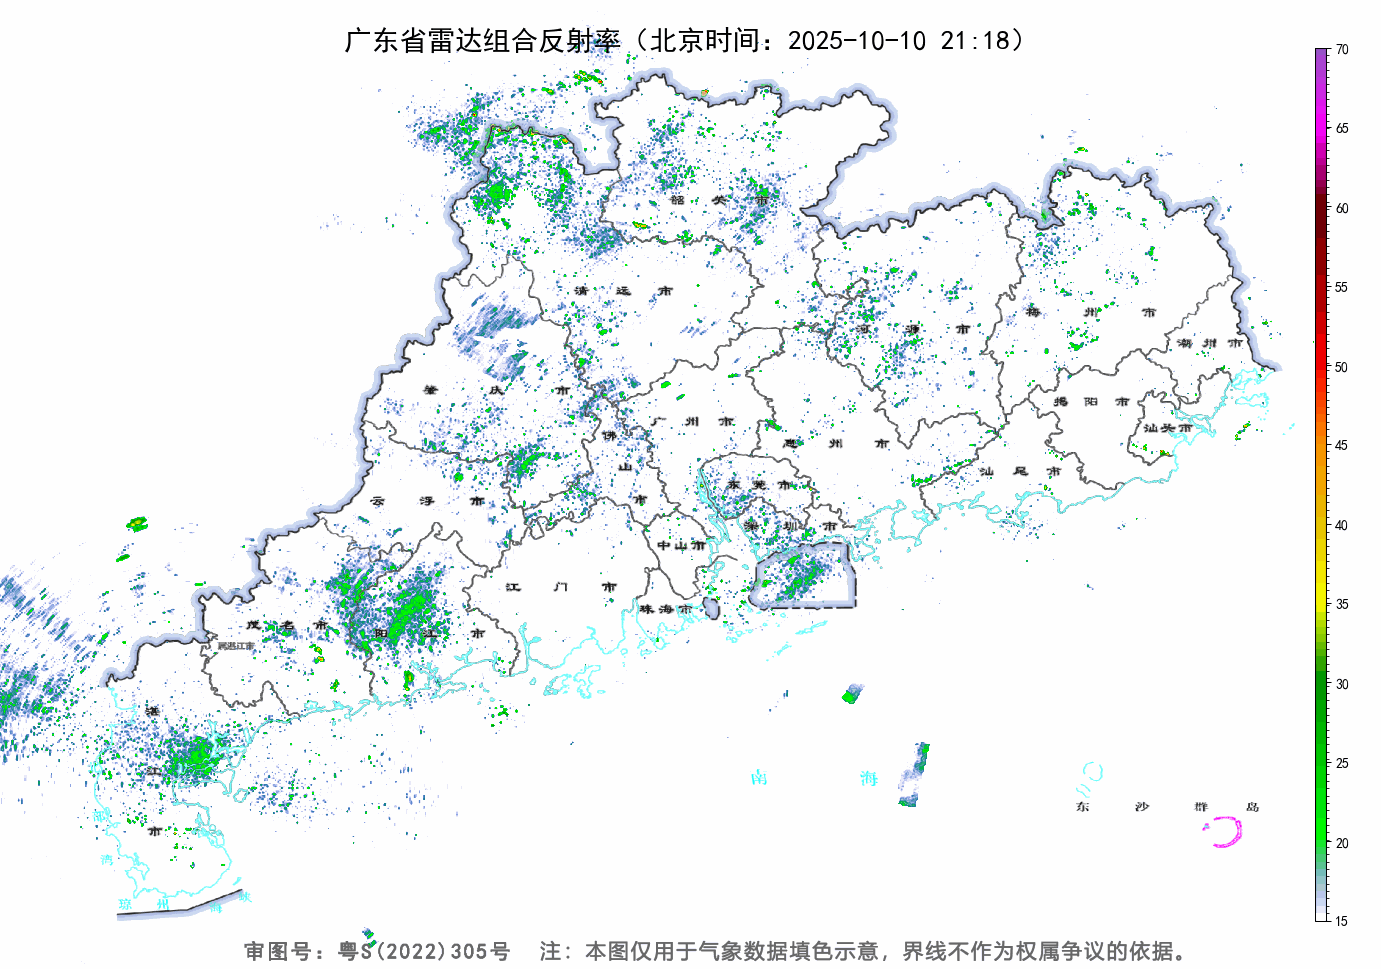 广东省雷达组合反射率（北京时间：2025-10-10 21:18）
70
65
60
55
50
45
40
35
30
25
20
15
韶关市
清远市
河源市
梅州市
潮州市
肇庆市
揭阳市
广州市
佛山市
惠州市
汕头市
汕尾市
云浮市
东莞市
深圳市
中山市
江门市
珠海市
茂名市
阳江市
属湛江市
湛江市
南海
东沙群岛
湾
琼州海峡
审图号：粤S(2022)305号 注：本图仅用于气象数据填色示意，界线不作为权属争议的依据。